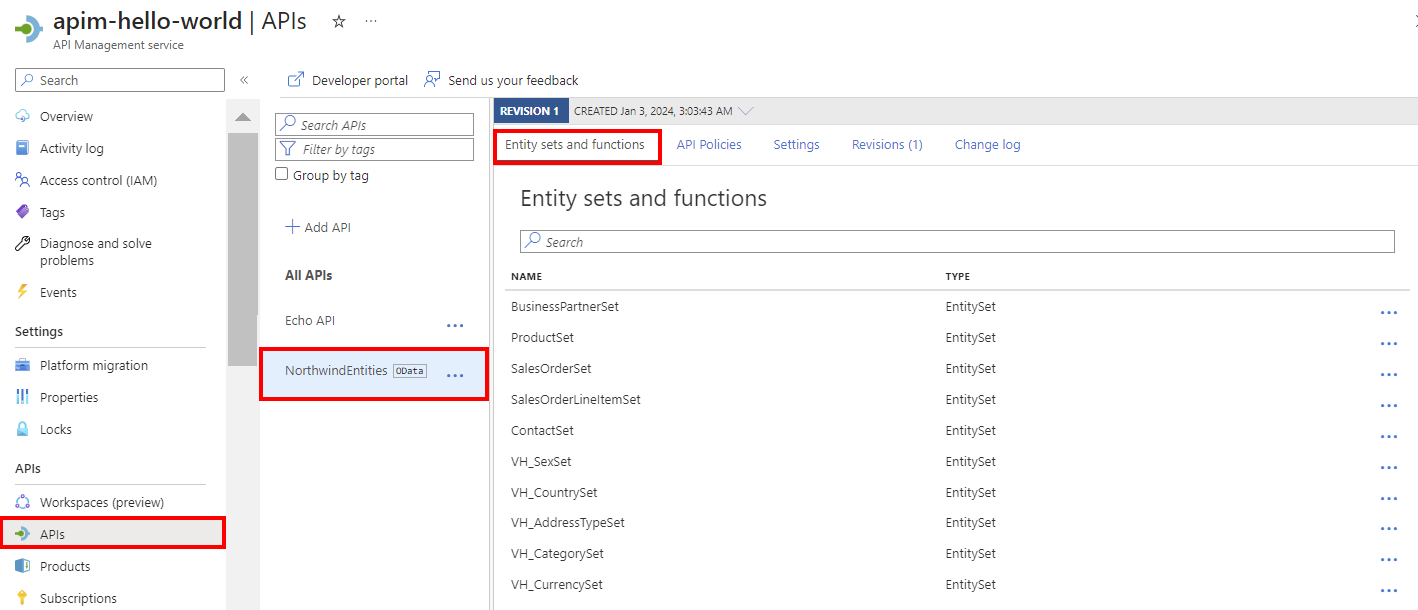 apim-hello-world | APIs
API Management service
Search
Overview
Activity log
Access control (IAM)
Tags
Diagnose and solve
problems
Events
Settings
Platform migration
Properties
Locks
APIs
Workspaces (preview)
APIs
Products
Subscriptions
Developer portal
Send us your feedback
Search APIs
Filter by tags
Group by tag
Add API
All APIs
Echo API
NorthwindEntities OData
REVISION 1 CREATED Jan 3, 2024, 3:03:43 AM
Entity sets and functions API Policies Settings Revisions (1) Change log
Entity sets and functions
Search
NAME TYPE
BusinessPartnerSet EntitySet
ProductSet EntitySet
SalesOrderSet EntitySet
SalesOrderLineItemSet EntitySet
ContactSet EntitySet
VH_SexSet EntitySet
VH_CountrySet EntitySet
VH_AddressTypeSet EntitySet
VH_CategorySet EntitySet
VH_CurrencySet EntitySet